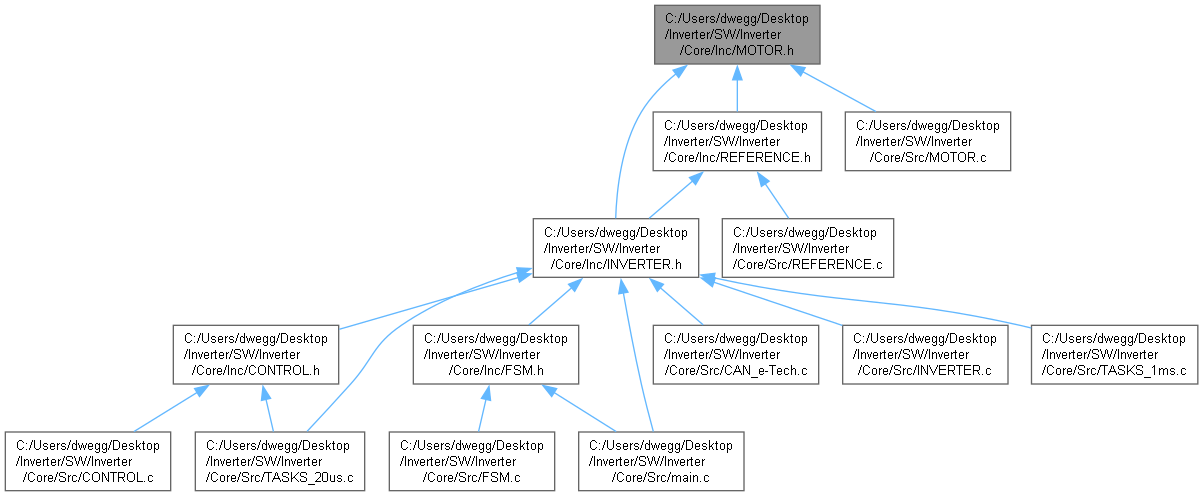 C:/Users/dwegg/Desktop
/Inverter/SW/Inverter
/Core/Inc/MOTOR.h
C:/Users/dwegg/Desktop
/Inverter/SW/Inverter
/Core/Inc/REFERENCE.h
C:/Users/dwegg/Desktop
/Inverter/SW/Inverter
/Core/Src/MOTOR.c
C:/Users/dwegg/Desktop
/Inverter/SW/Inverter
/Core/Inc/INVERTER.h
C:/Users/dwegg/Desktop
/Inverter/SW/Inverter
/Core/Src/REFERENCE.c
C:/Users/dwegg/Desktop
/Inverter/SW/Inverter
/Core/Inc/CONTROL.h
C:/Users/dwegg/Desktop
/Inverter/SW/Inverter
/Core/Inc/FSM.h
C:/Users/dwegg/Desktop
/Inverter/SW/Inverter
/Core/Src/CAN_e-Tech.c
C:/Users/dwegg/Desktop
/Inverter/SW/Inverter
/Core/Src/INVERTER.c
C:/Users/dwegg/Desktop
/Inverter/SW/Inverter
/Core/Src/TASKS_1ms.c
C:/Users/dwegg/Desktop
/Inverter/SW/Inverter
/Core/Src/CONTROL.c
C:/Users/dwegg/Desktop
/Inverter/SW/Inverter
/Core/Src/TASKS_20us.c
C:/Users/dwegg/Desktop
/Inverter/SW/Inverter
/Core/Src/FSM.c
C:/Users/dwegg/Desktop
/Inverter/SW/Inverter
/Core/Src/main.c